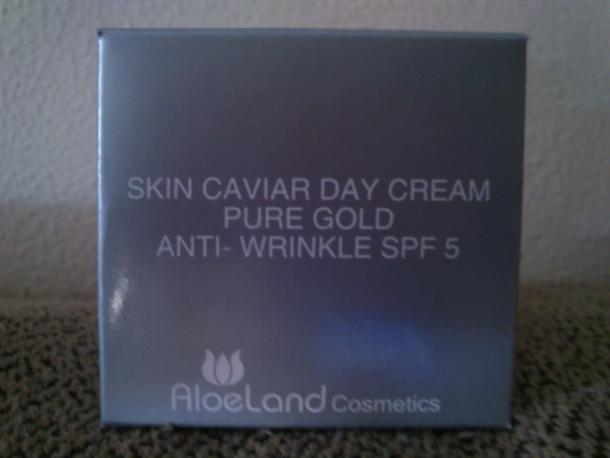 SKIN CAVIAR DAY CREAM
PURE GOLD
ANTI- WRINKLE SPF 5
AloeLand Cosmetics